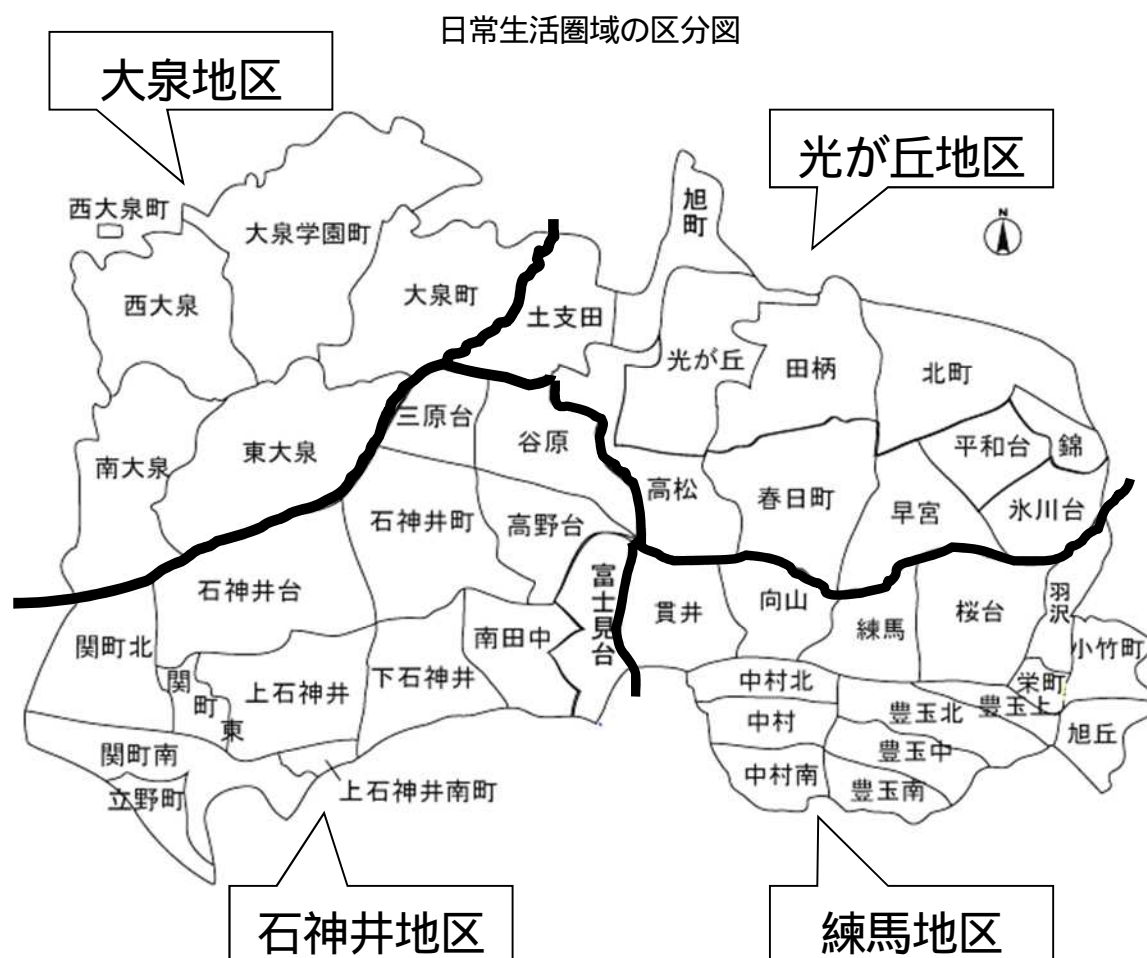 日常生活圏域の区分図
大泉地区
光が丘地区
西大泉町
大泉学園町
旭町
N
西大泉
大泉町
土支田
光が丘
田柄
北町
三原台
谷原
南大泉
東大泉
平和台
錦
高松
春日町
早宮
氷川台
石神井町
高野台
石神井台
富士見台
貫井
向山
練馬
桜台
羽沢
関町北
南田中
小竹町
関町東
上石神井
下石神井
中村北
栄町
豊玉北
豊玉上
中村
旭丘
関町南
豊玉中
中村南
豊玉南
立野町
上石神井南町
石神井地区
練馬地区